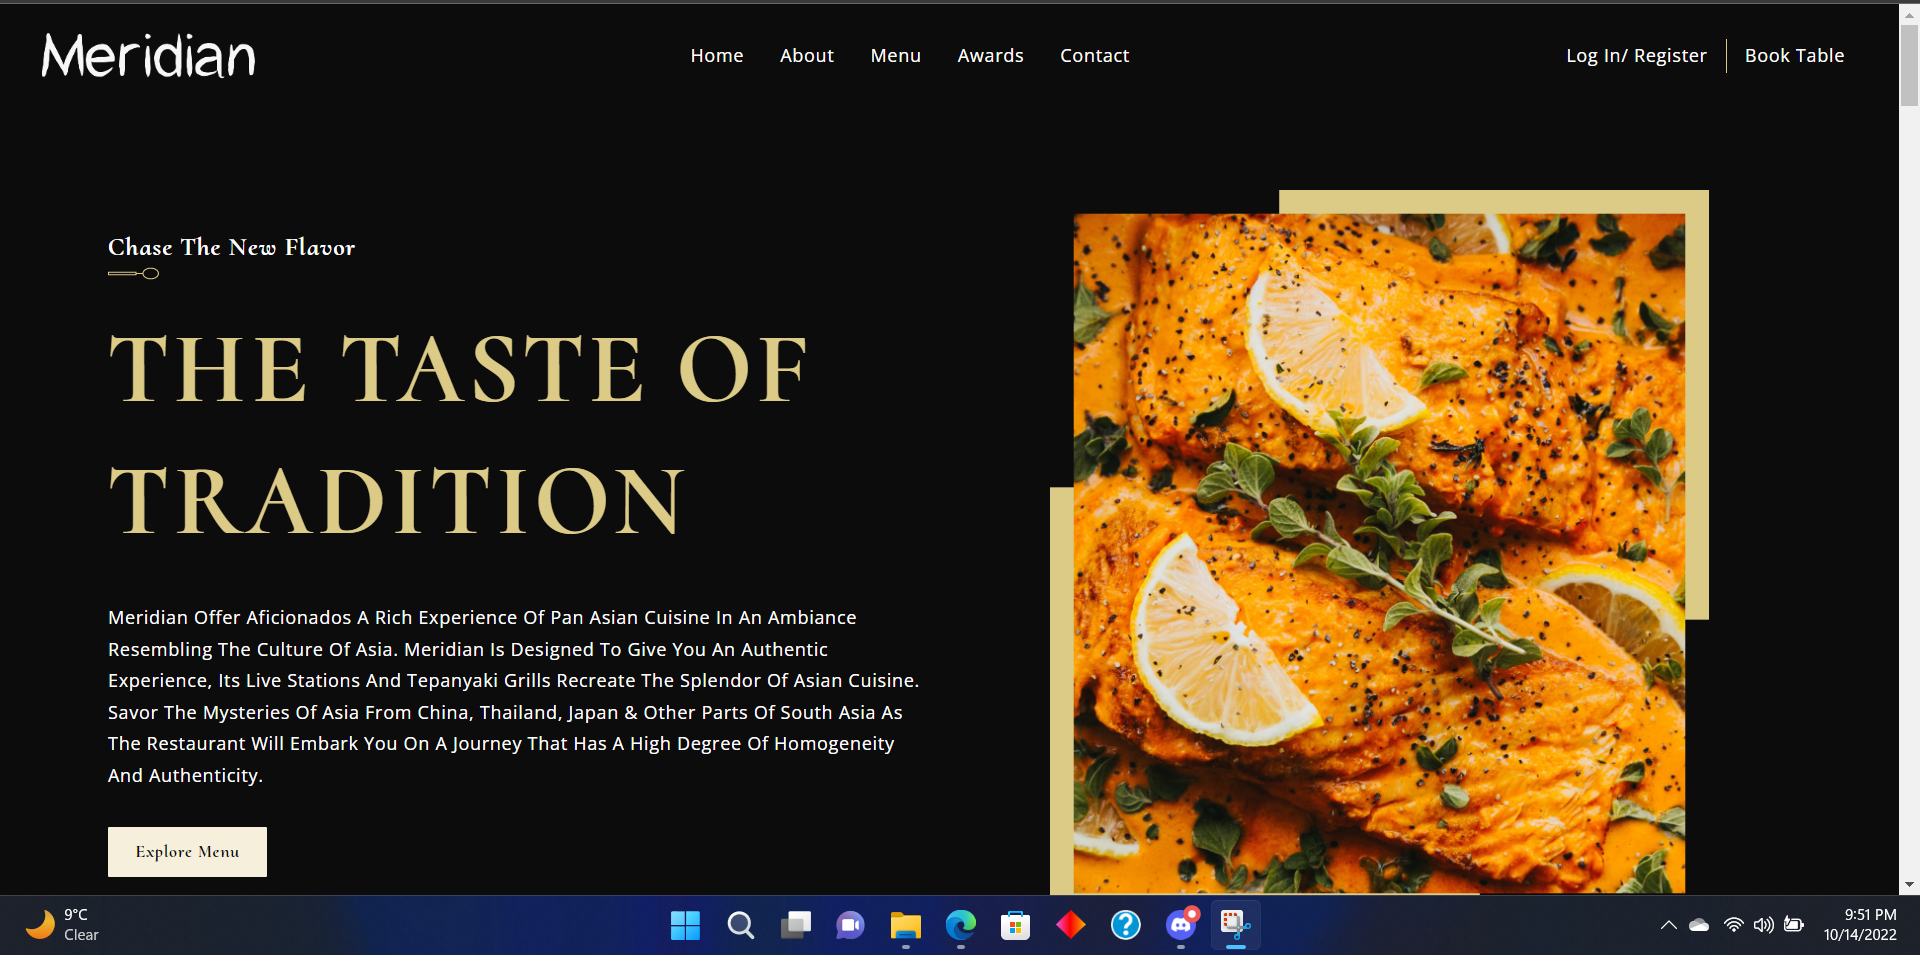 Meridian
Home About Menu Awards Contact
Log In/ Register Book Table
Chase The New Flavor
THE TASTE OF
TRADITION
Meridian Offer Aficionados A Rich Experience Of Pan Asian Cuisine In An Ambiance
Resembling The Culture Of Asia. Meridian Is Designed To Give You An Authentic
Experience, Its Live Stations And Tepanyaki Grills Recreate The Splendor Of Asian Cuisine.
Savor The Mysteries Of Asia From China, Thailand, Japan & Other Parts Of South Asia As
The Restaurant Will Embark You On A Journey That Has A High Degree Of Homogeneity
And Authenticity.
Explore Menu
9°C
Clear
9:51 PM
10/14/2022